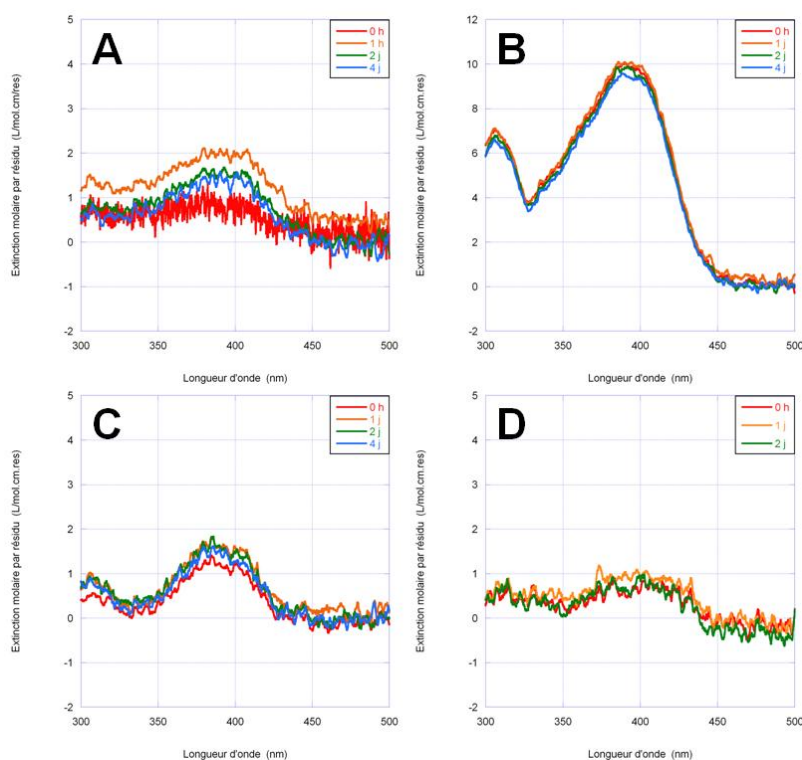 A
0 h
1 h
2 j
4 j
5
4
3
2
1
0
-1
-2
300
350
400
450
500
Extinction molaire par résidu (L/mol.cm/res)
Longueur d'onde (nm)
B
0 h
1 j
2 j
4 j
12
10
8
6
4
2
0
-2
300
350
400
450
500
Exctintion molaire par résidu (L/mol.cm.res)
Longueur d'onde (nm)
C
0 h
1 j
2 j
4 j
5
4
3
2
1
0
-1
-2
300
350
400
450
500
Extinction molaire par résidu (L/mol.cm.res)
Longueur d'onde (nm)
D
0 h
1 j
2 j
5
4
3
2
1
0
-1
-2
300
350
400
450
500
Extinction molaire par résidu (L/mol.cm.res)
Longueur d'onde (nm)